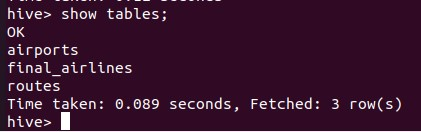 hive> show tables;
OK
airports
final_airlines
routes
Time taken: 0.089 seconds, Fetched: 3 row(s)
hive>